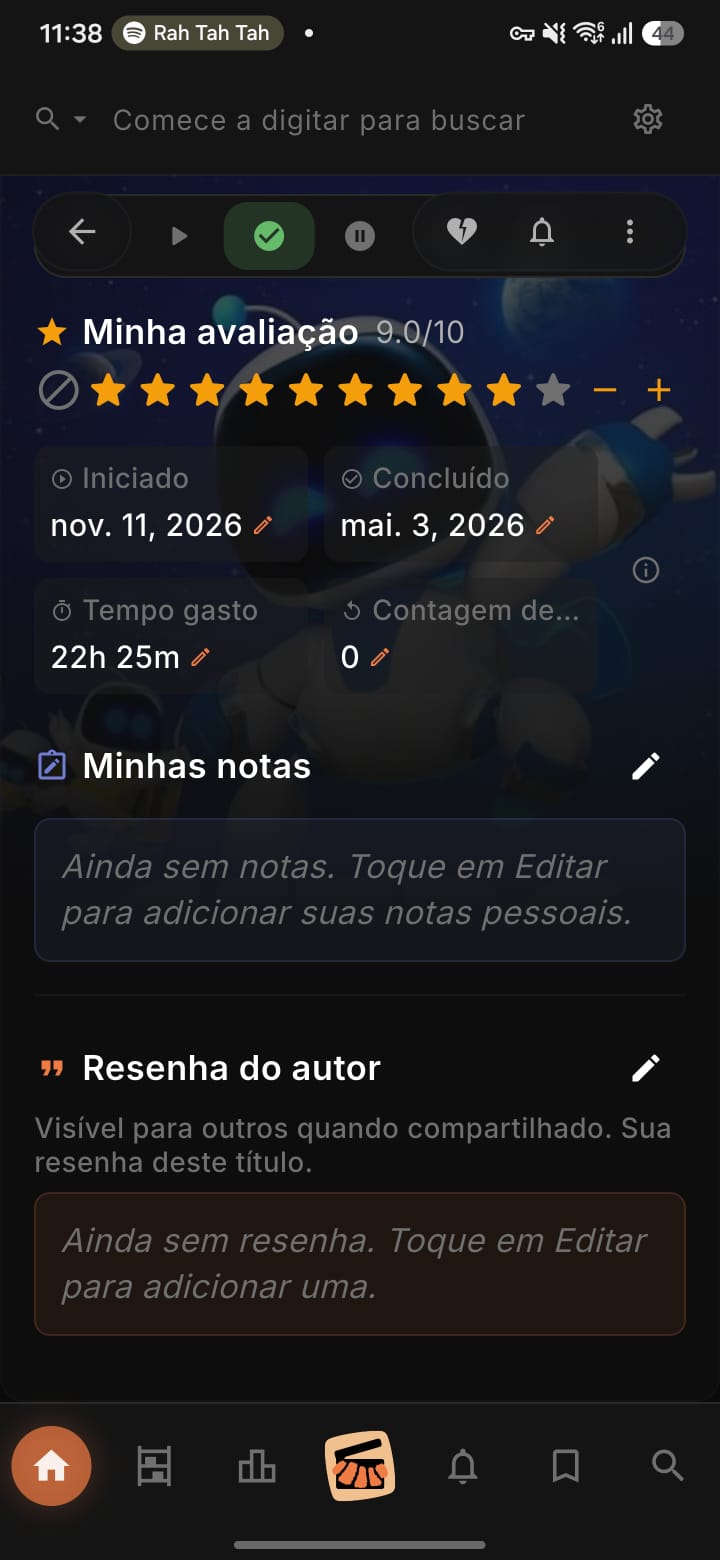 11:38
Rah Tah Tah
6
44
Comece a digitar para buscar
Minha avaliação 9.0/10
Iniciado
nov. 11, 2026
Concluído
mai. 3, 2026
Tempo gasto
22h 25m
Contagem de...
0
Minhas notas
Ainda sem notas. Toque em Editar
para adicionar suas notas pessoais.
Resenha do autor
Visível para outros quando compartilhado. Sua
resenha deste título.
Ainda sem resenha. Toque em Editar
para adicionar uma.